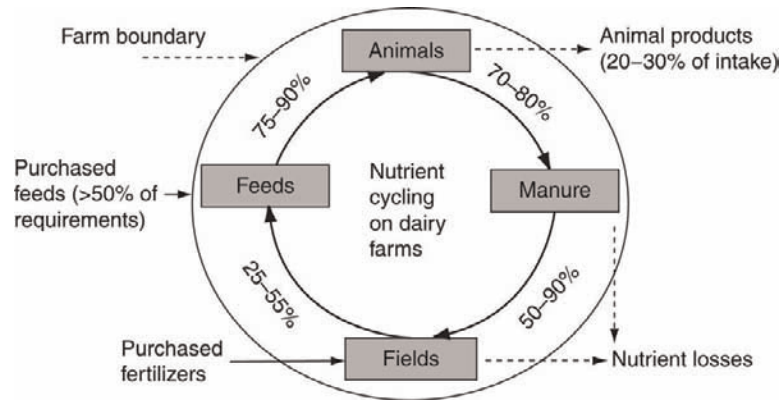 Farm boundary
Animals
Animal products
(20–30% of intake)
75–90%
70–80%
Purchased
feeds (>50% of
requirements)
Feeds
Nutrient
cycling
on dairy
farms
Manure
25–55%
50–90%
Purchased
fertilizers
Fields
Nutrient losses